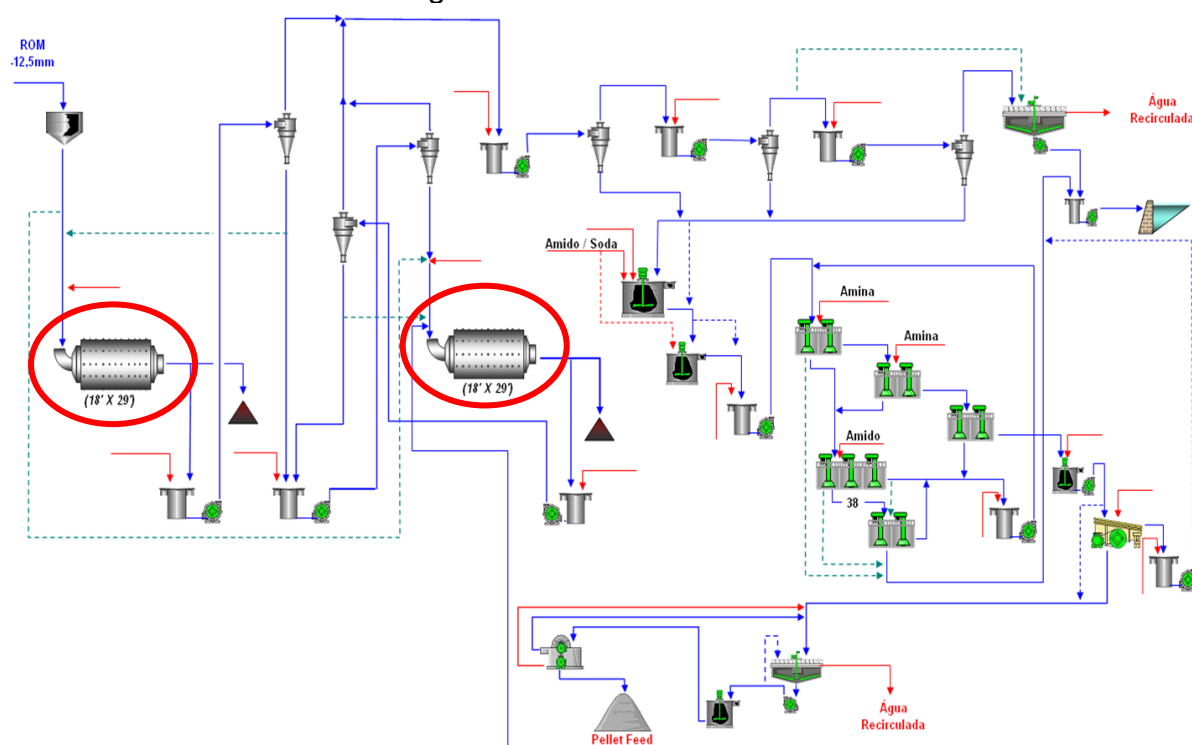 ROM
-12,5mm
Água
Recirculada
Amido / Soda
Amina
Amina
(18' X 29')
(18' X 29')
Amido
38
Água
Recirculada
Pellet Feed